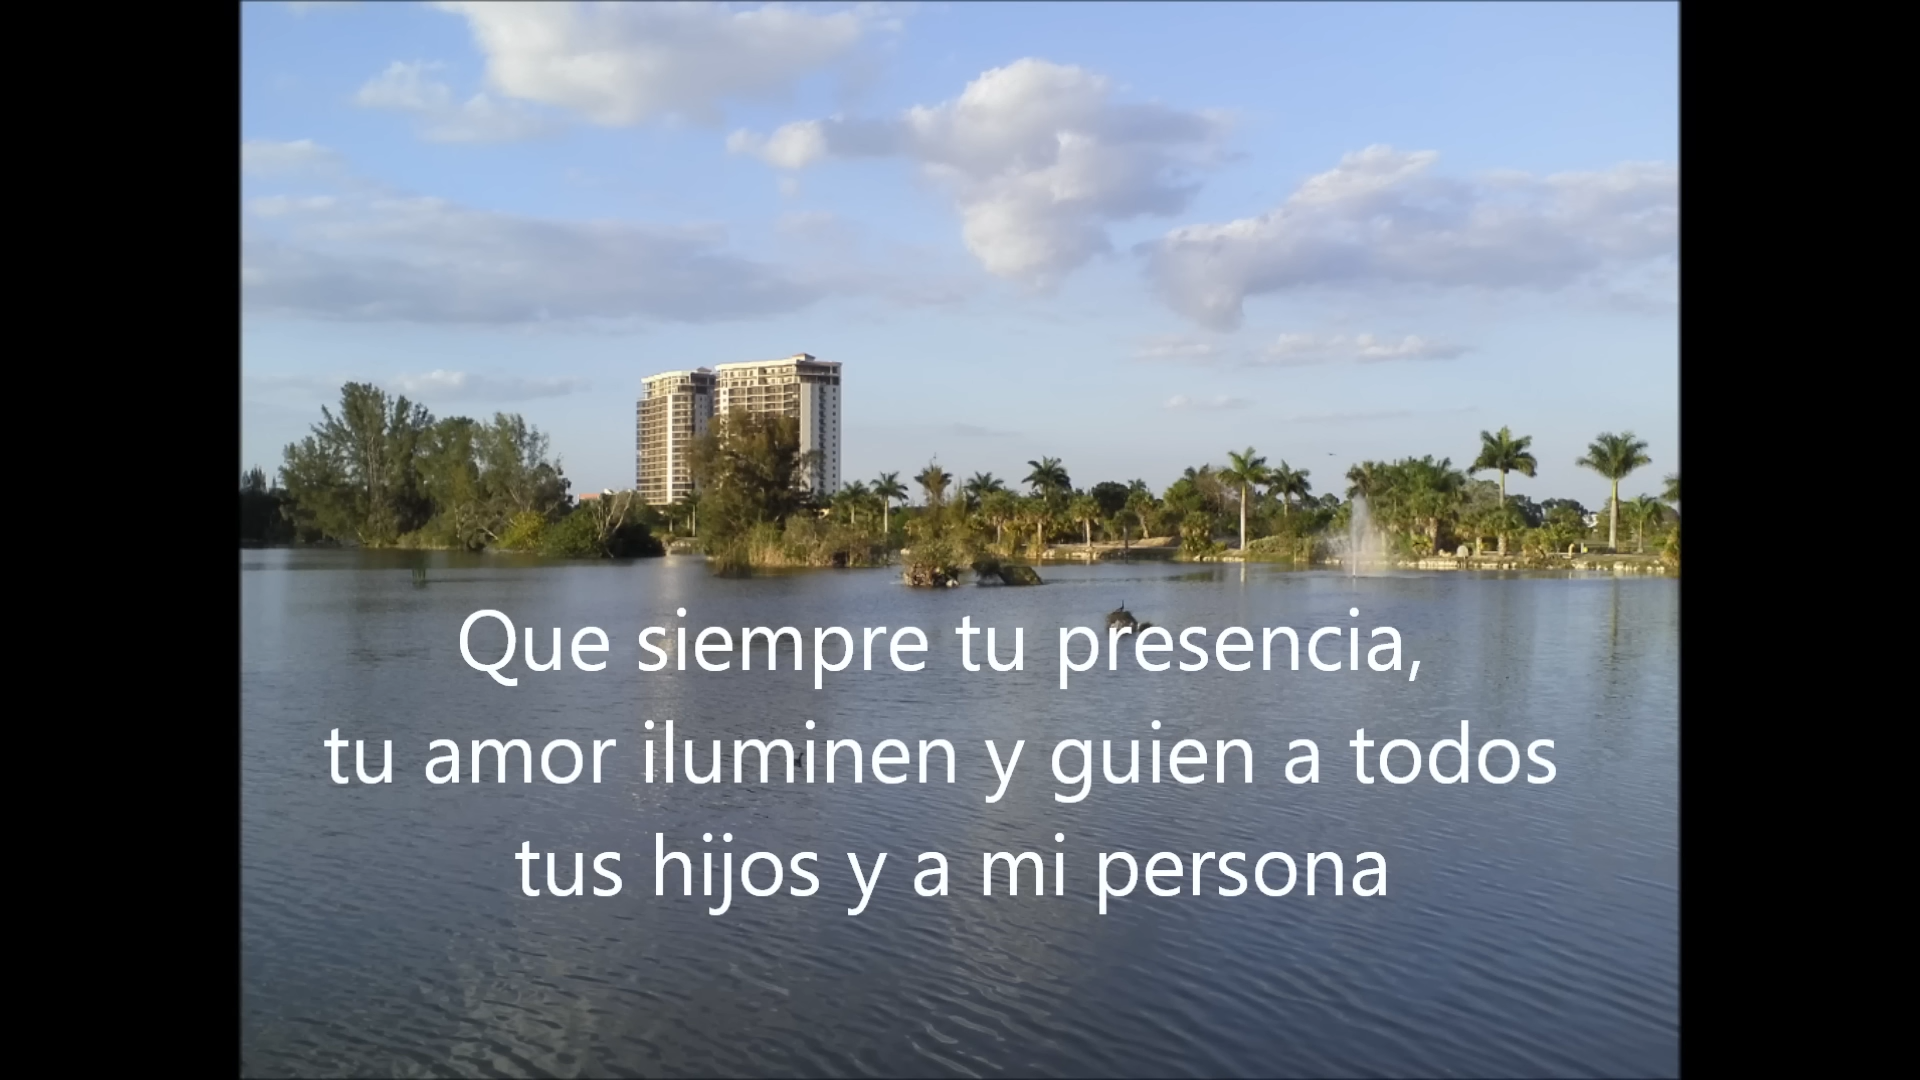 Que siempre tu presencia,
tu amor iluminen y guien a todos
tus hijos y a mi persona